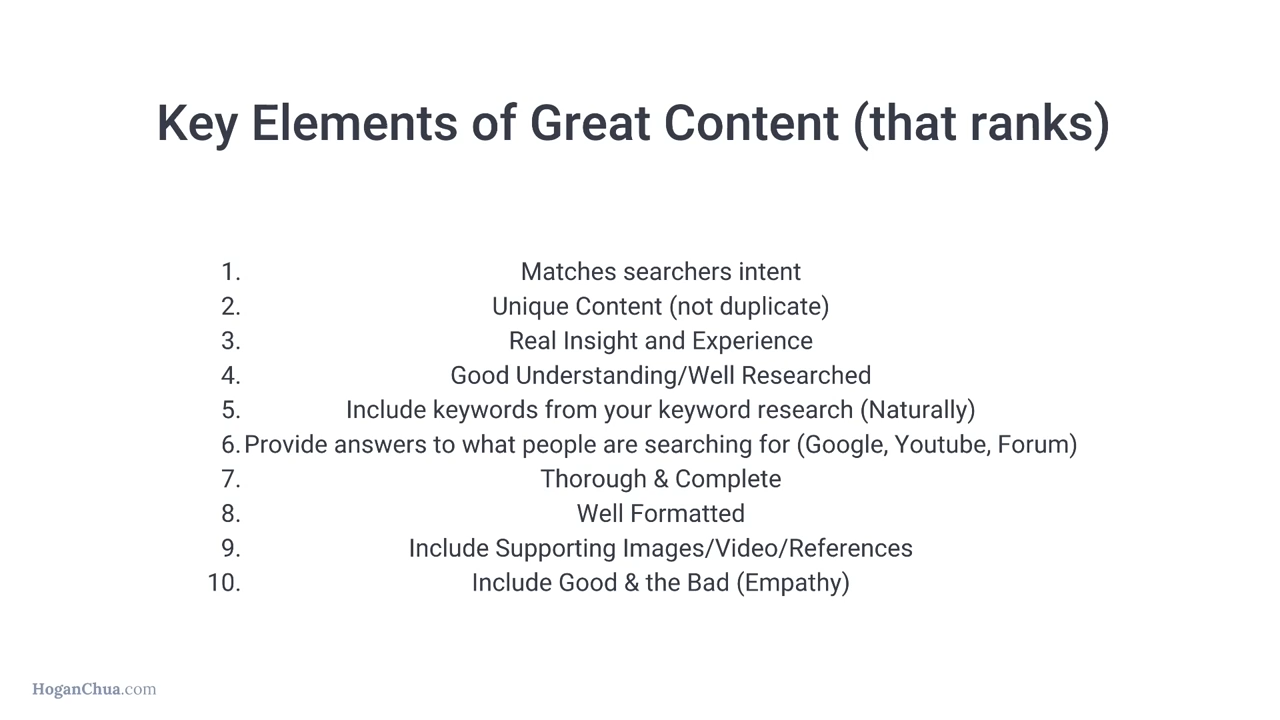 Key Elements of Great Content (that ranks)
1. Matches searchers intent
2. Unique Content (not duplicate)
3. Real Insight and Experience
4. Good Understanding/Well Researched
5. Include keywords from your keyword research (Naturally)
6. Provide answers to what people are searching for (Google, Youtube, Forum)
7. Thorough & Complete
8. Well Formatted
9. Include Supporting Images/Video/References
10. Include Good & the Bad (Empathy)
HoganChua.com